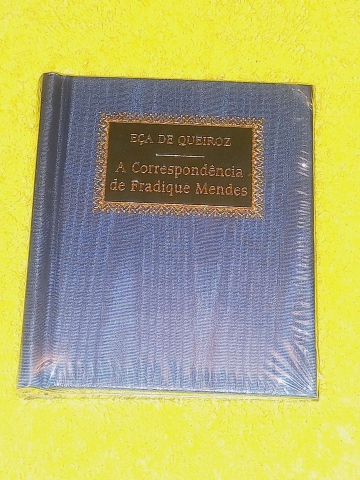 EÇA DE QUEIROZ
A Correspondência
de Fradique Mendes